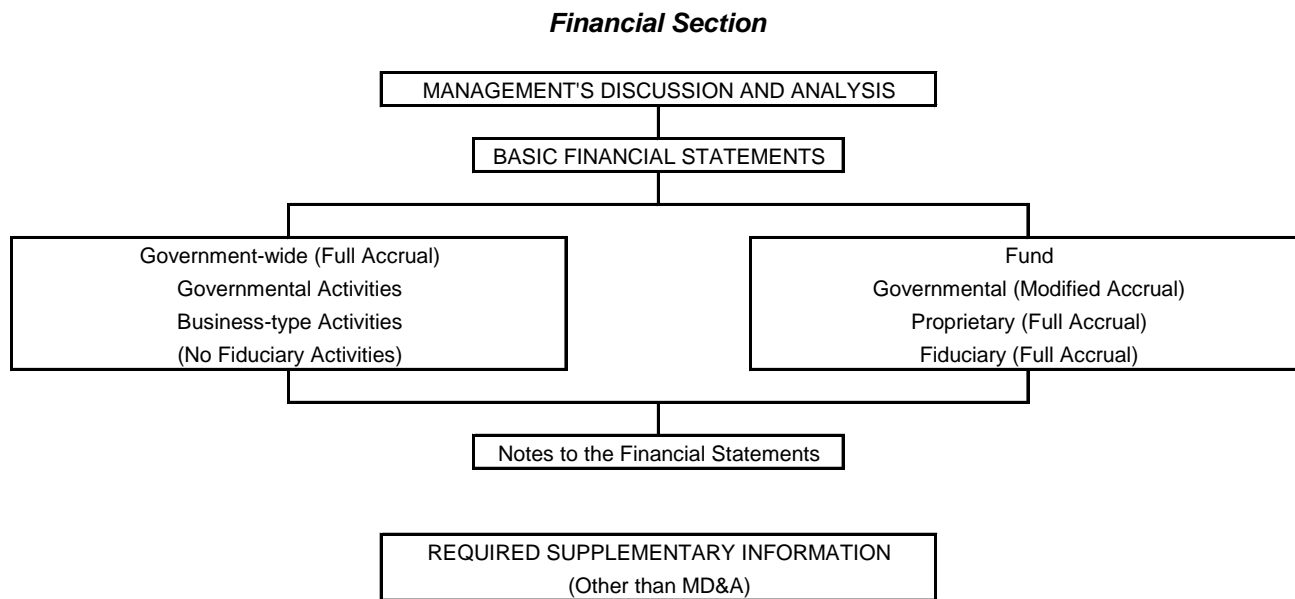 Financial Section
MANAGEMENT'S DISCUSSION AND ANALYSIS
BASIC FINANCIAL STATEMENTS
Government-wide (Full Accrual)
Governmental Activities
Business-type Activities
(No Fiduciary Activities)
Fund
Governmental (Modified Accrual)
Proprietary (Full Accrual)
Fiduciary (Full Accrual)
Notes to the Financial Statements
REQUIRED SUPPLEMENTARY INFORMATION
(Other than MD&A)